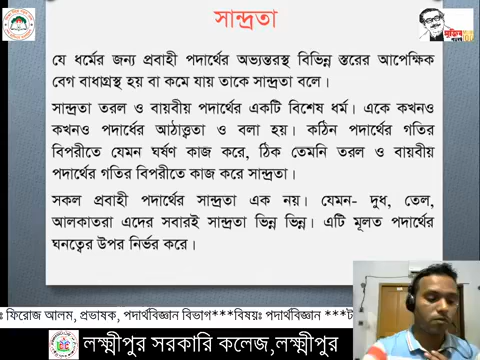 সান্দ্রতা
যে ধর্মের জন্য প্রবাহী পদার্থের অভ্যন্তরস্থ বিভিন্ন স্তরের আপেক্ষিক
বেগ বাধাগ্রস্থ হয় বা কমে যায় তাকে সান্দ্রতা বলে।
সান্দ্রতা তরল ও বায়বীয় পদার্থের একটি বিশেষ ধর্ম। একে কখনও
কখনও পদার্থের আঠাত্ত্বতা ও বলা হয়। কঠিন পদার্থের গতির
বিপরীতে যেমন ঘর্ষণ কাজ করে, ঠিক তেমনি তরল ও বায়বীয়
পদার্থের গতির বিপরীতে কাজ করে সান্দ্রতা।
সকল প্রবাহী পদার্থের সান্দ্রতা এক নয়। যেমন- দুধ, তেল,
আলকাতরা এদের সবারই সান্দ্রতা ভিন্ন ভিন্ন। এটি মূলত পদার্থের
ঘনত্বের উপর নির্ভর করে।
ফিরোজ আলম, প্রভাষক, পদার্থবিজ্ঞান বিভাগ***বিষয়ঃ পদার্থবিজ্ঞান ***
লক্ষ্মীপুর সরকারি কলেজ,লক্ষ্মীপুর